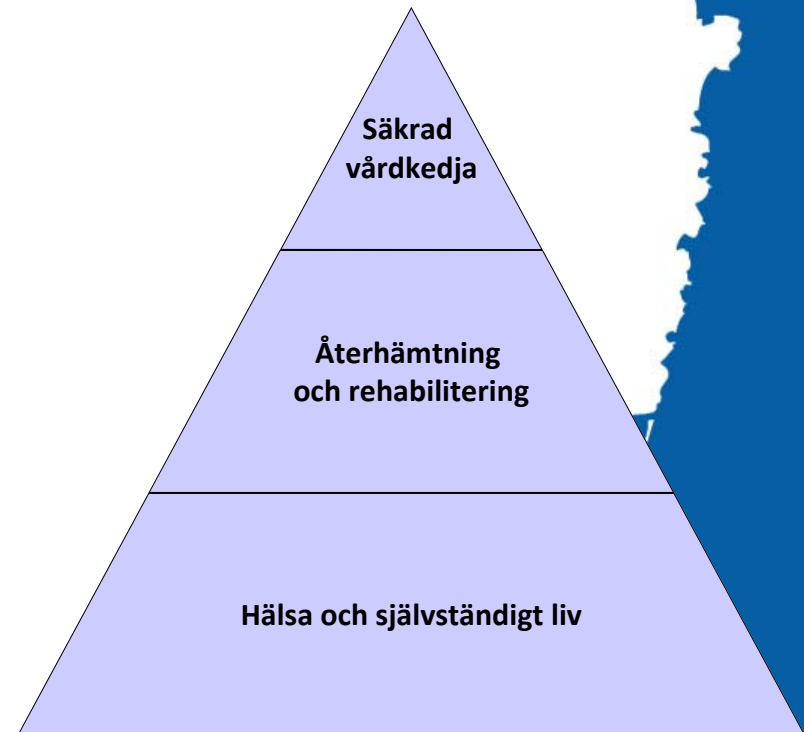 Säkrad
vårdkedja
Återhämtning
och rehabilitering
Hälsa och självständigt liv